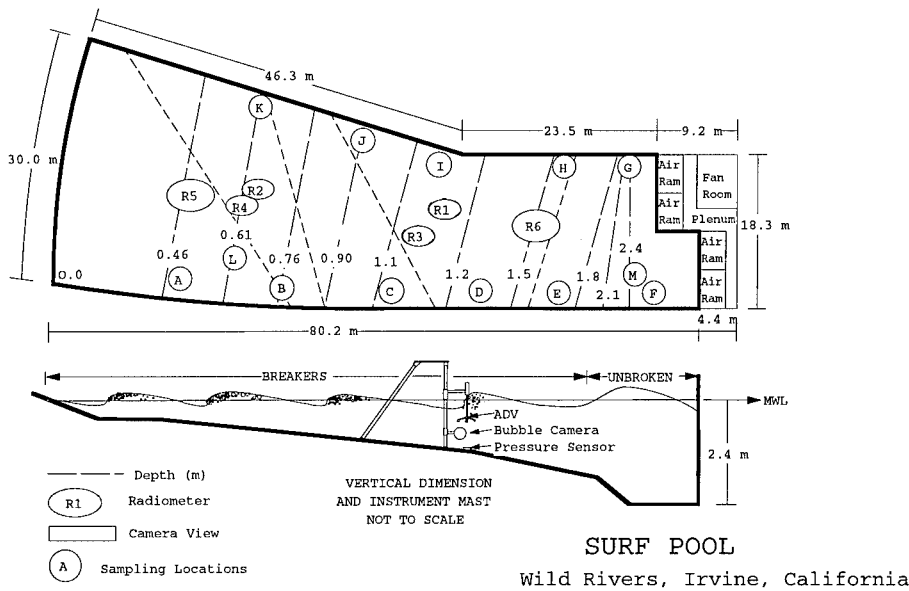 46.3 m
23.5 m
9.2 m
30.0 m
K
J
I
H
G
Air
Ram
Fan
Room
R5
R2
R4
R1
R3
R6
Air
Ram
Plenum
18.3 m
0.61
0.46
L
0.76
0.90
1.1
1.2
1.5
1.8
2.4
2.1
Air
Ram
0.0
A
B
C
D
E
M
F
Air
Ram
4.4 m
80.2 m
BREAKERS
UNBROKEN
MWL
ADV
Bubble Camera
Pressure Sensor
2.4 m
Depth (m)
R1
Radiometer
Camera View
A
Sampling Locations
VERTICAL DIMENSION
AND INSTRUMENT MAST
NOT TO SCALE
SURF POOL
Wild Rivers, Irvine, California